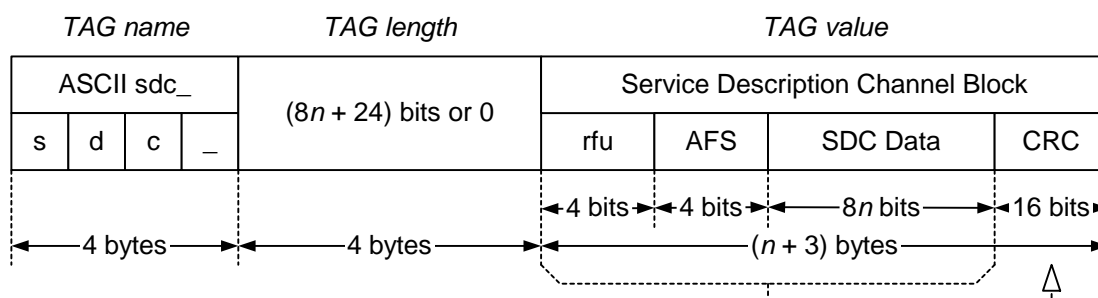 TAG name TAG length TAG value
ASCII sdc_ (8n + 24) bits or 0 Service Description Channel Block
s d c _ rfu AFS SDC Data CRC
4 bits 4 bits 8n bits 16 bits
4 bytes 4 bytes (n + 3) bytes